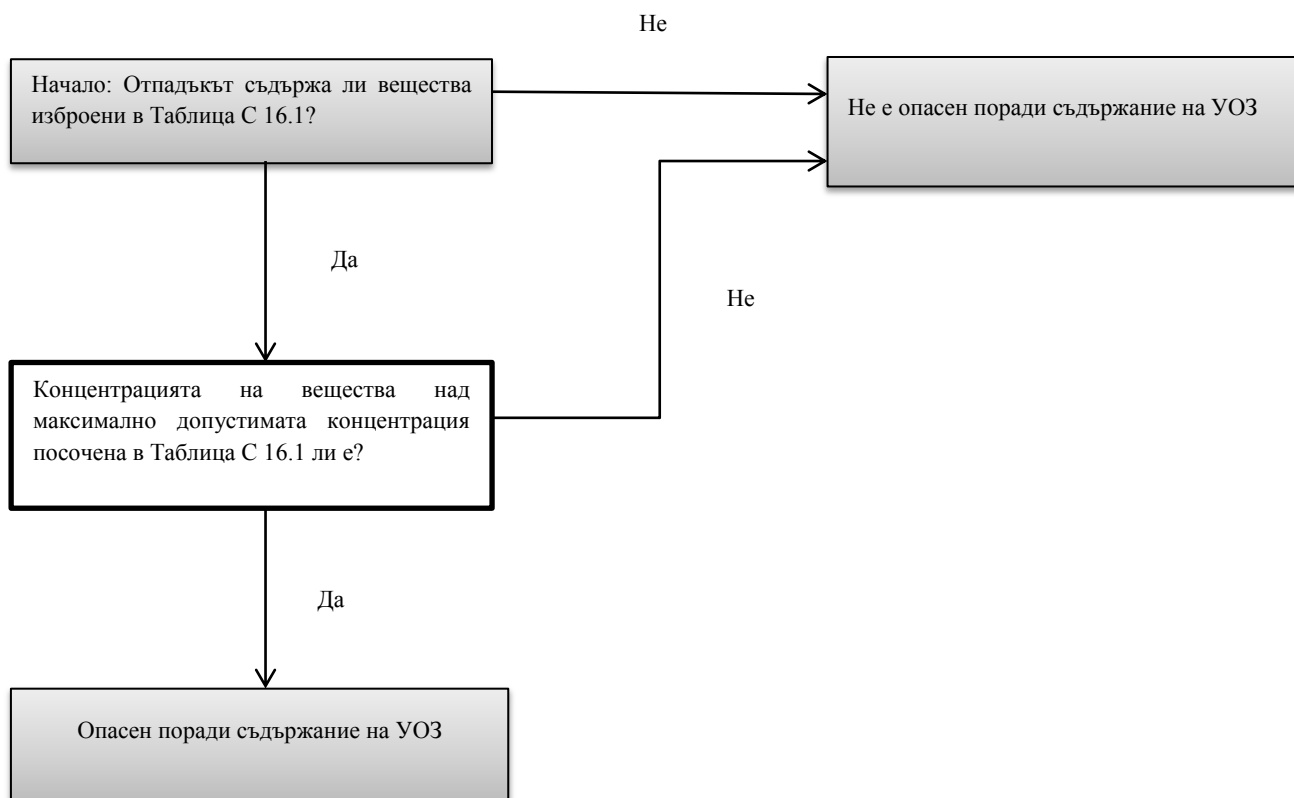 Не
Начало: Отпадъкът съдържа ли вещества
изброени в Таблица С 16.1?
Не е опасен поради съдържание на УОЗ
Да
Не
Концентрацията на вещества над
максимално допустимата концентрация
посочена в Таблица С 16.1 ли е?
Да
Опасен поради съдържание на УОЗ